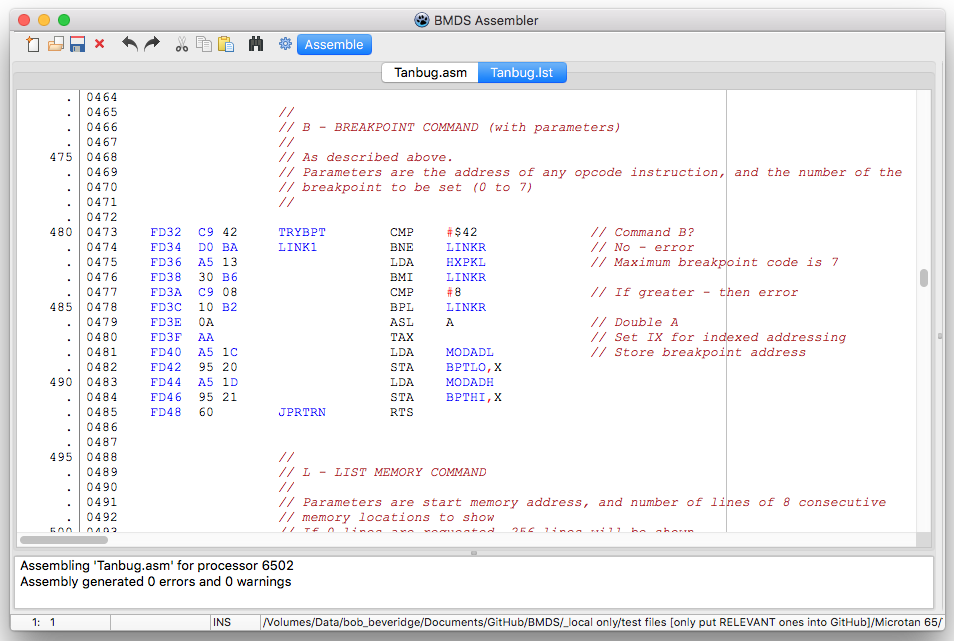 BMDS Assembler
Assemble
Tanbug.asm Tanbug.lst
. 0464
. 0465 //
. 0466 // B - BREAKPOINT COMMAND (with parameters)
. 0467 //
475 0468 // As described above.
. 0469 // Parameters are the address of any opcode instruction, and the number of the
. 0470 // breakpoint to be set (0 to 7)
. 0471 //
. 0472
480 0473 FD32 C9 42 TRYBPT CMP #$42 // Command B?
. 0474 FD34 D0 BA LINK1 BNE LINKR // No - error
. 0475 FD36 A5 13 LDA HXPKL // Maximum breakpoint code is 7
. 0476 FD38 30 B6 BMI LINKR
. 0477 FD3A C9 08 CMP #8 // If greater - then error
485 0478 FD3C 10 B2 BPL LINKR
. 0479 FD3E 0A ASL A // Double A
. 0480 FD3F AA TAX // Set IX for indexed addressing
. 0481 FD40 A5 1C LDA MODADL // Store breakpoint address
. 0482 FD42 95 20 STA BPTLO,X
490 0483 FD44 A5 1D LDA MODADH
. 0484 FD46 95 21 STA BPTHI,X
. 0485 FD48 60 JPRTRN RTS
. 0486
. 0487
495 0488 //
. 0489 // L - LIST MEMORY COMMAND
. 0490 //
. 0491 // Parameters are start memory address, and number of lines of 8 consecutive
. 0492 // memory locations to show
500 0493 // If 0 lines are requested, 256 lines will be shown
Assembling 'Tanbug.asm' for processor 6502
Assembly generated 0 errors and 0 warnings
1: 1 INS /Volumes/Data/bob_beveridge/Documents/GitHub/BMDS/_local only/test files [only put RELEVANT ones into GitHub]/Microtan 65/